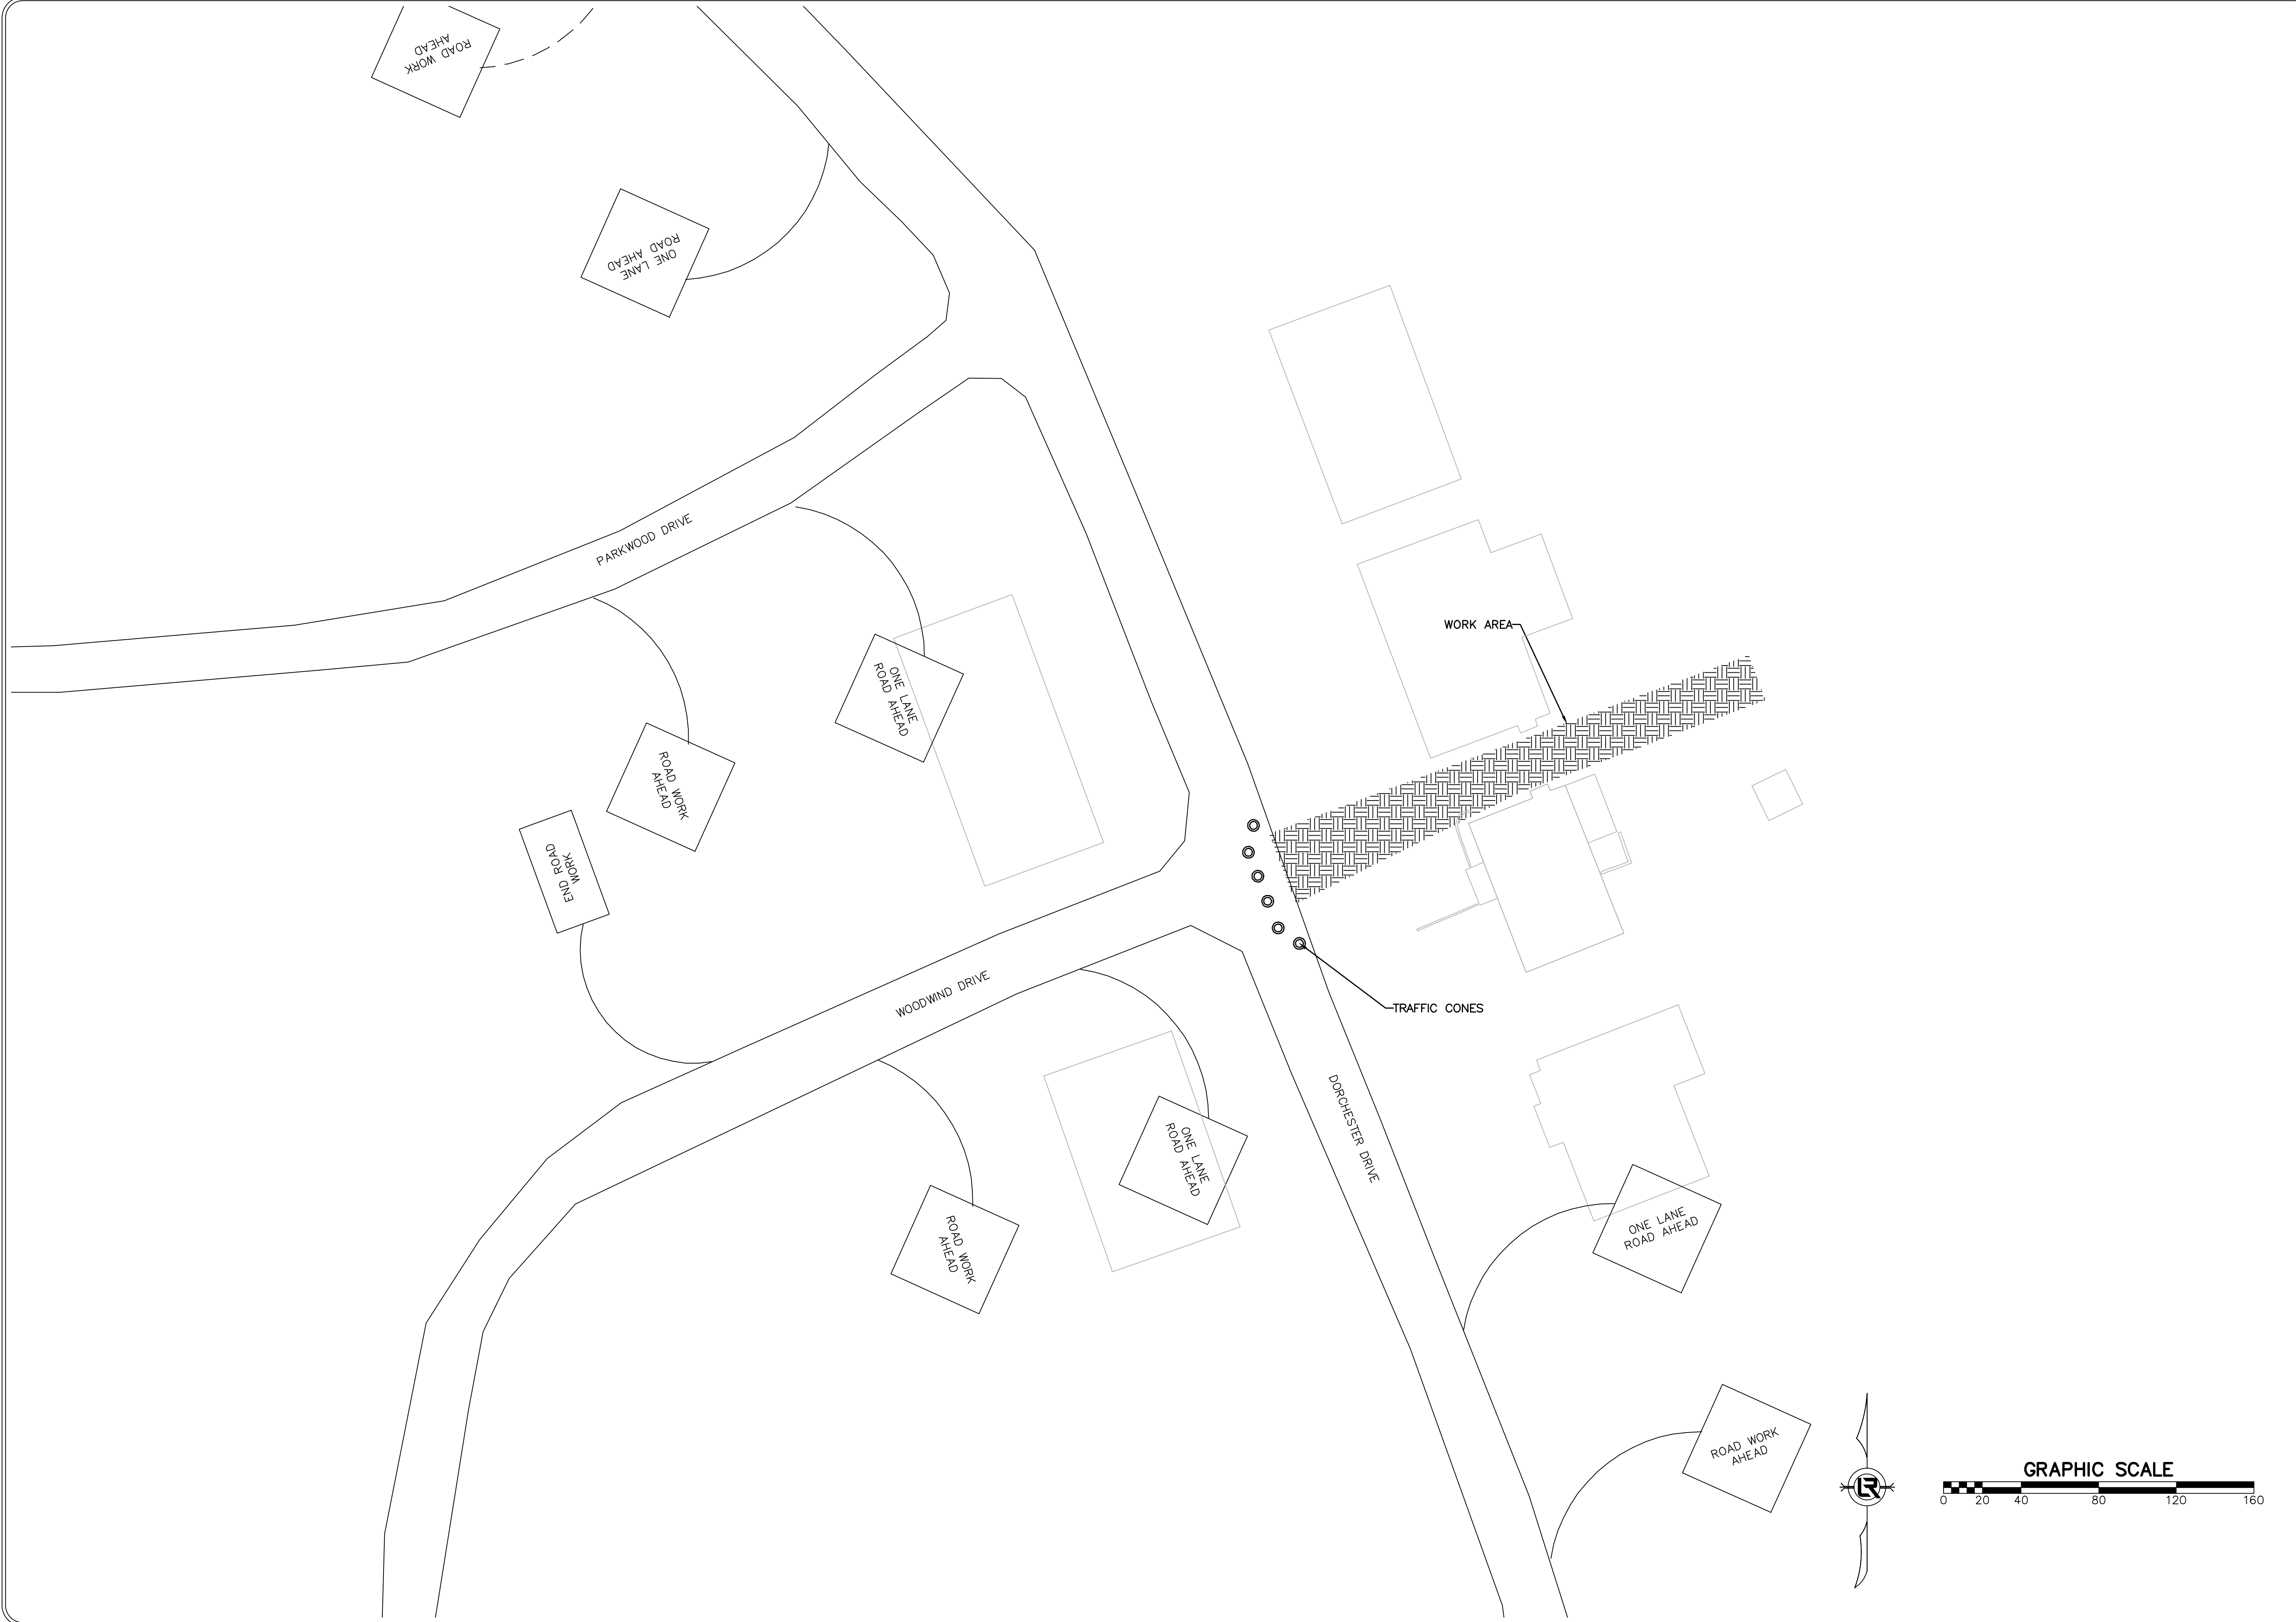 ROAD WORK
AHEAD
ONE LANE
ROAD AHEAD
PARKWOOD DRIVE
ONE LANE
ROAD AHEAD
ROAD WORK
AHEAD
END ROAD
WORK
WORK AREA
WOODWIND DRIVE
TRAFFIC CONES
DORCHESTER DRIVE
ONE LANE
ROAD AHEAD
ROAD WORK
AHEAD
ONE LANE
ROAD AHEAD
ROAD WORK
AHEAD
LR
GRAPHIC SCALE
0 20 40 80 120 160